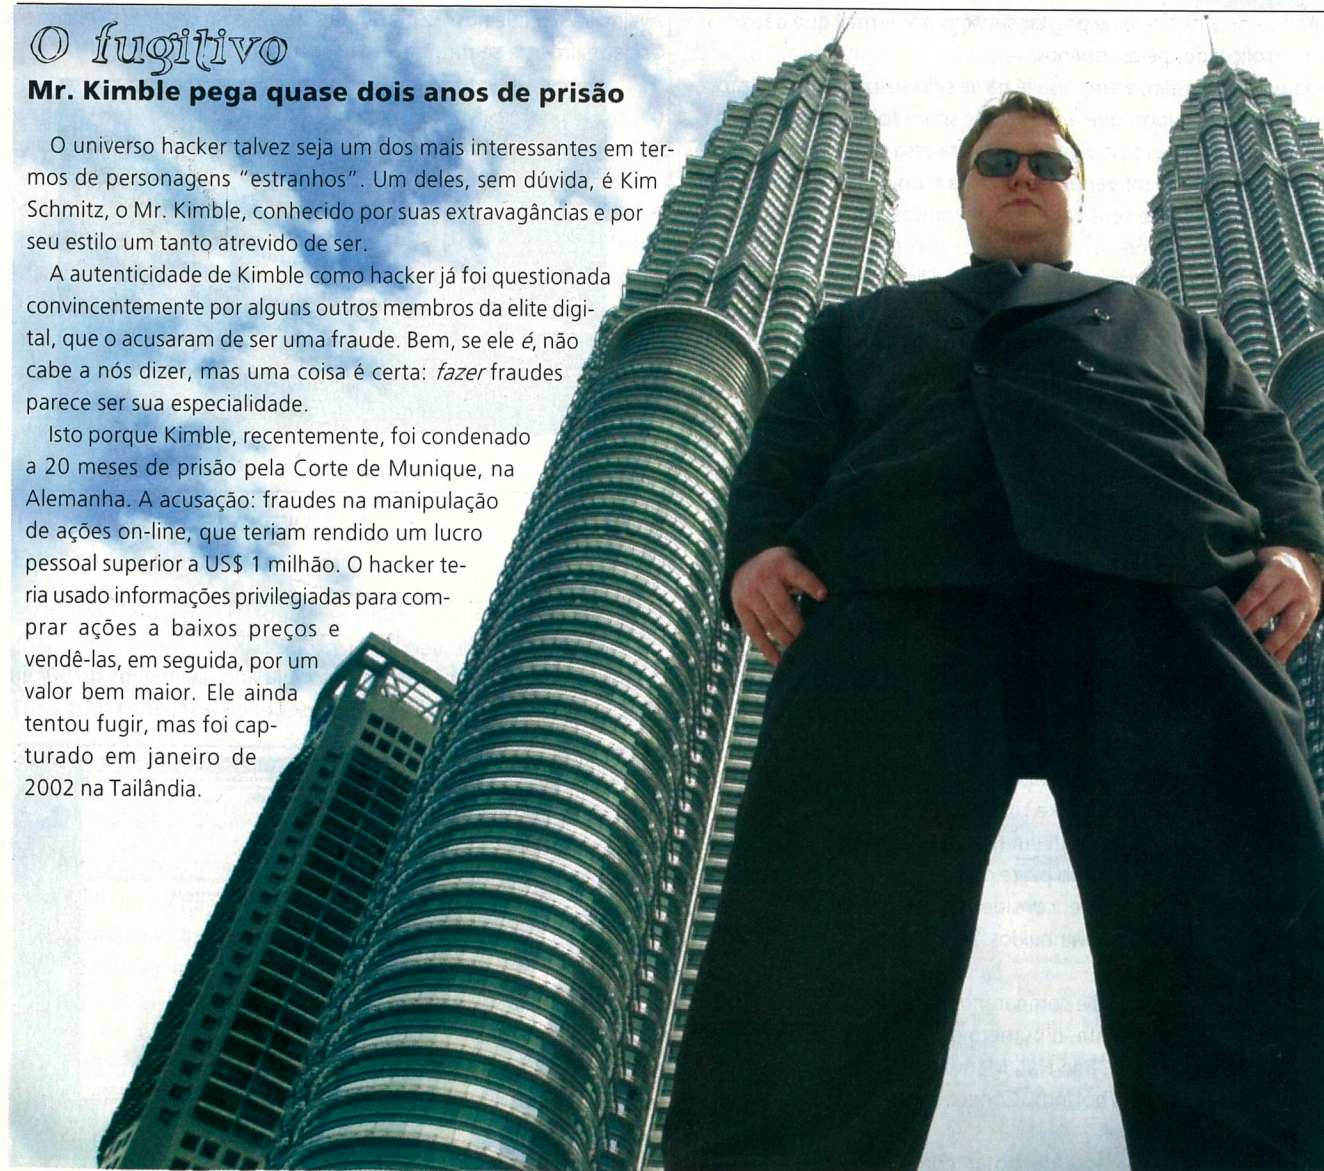 O fugitivo
Mr. Kimble pega quase dois anos de prisão
O universo hacker talvez seja um dos mais interessantes em ter-
mos de personagens “estranhos”. Um deles, sem dúvida, é Kim
Schmitz, o Mr. Kimble, conhecido por suas extravagâncias e por
seu estilo um tanto atrevido de ser.
A autenticidade de Kimble como hacker já foi questionada
convincentemente por alguns outros membros da elite digi-
tal, que o acusaram de ser uma fraude. Bem, se ele é, não
cabe a nós dizer, mas uma coisa é certa: fazer fraudes
parece ser sua especialidade.
Isto porque Kimble, recentemente, foi condenado
a 20 meses de prisão pela Corte de Munique, na
Alemanha. A acusação: fraudes na manipulação
de ações on-line, que teriam rendido um lucro
pessoal superior a US$ 1 milhão. O hacker te-
ria usado informações privilegiadas para com-
prar ações a baixos preços e
vendê-las, em seguida, por um
valor bem maior. Ele ainda
tentou fugir, mas foi cap-
turado em janeiro de
2002 na Tailândia.